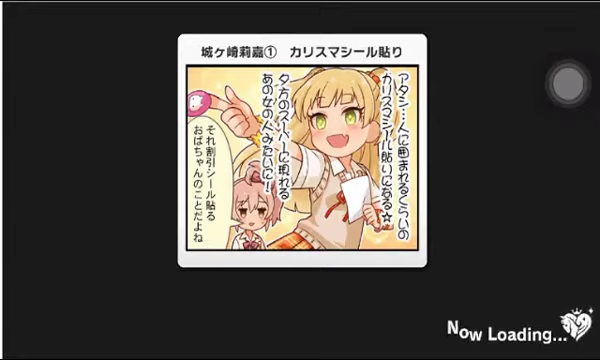 城ヶ崎莉嘉① カリスマシール貼り
アタシ…人に囲まれるくらいの
カリスマシール貼りになる☆
夕方のスーパーに現れる
あの女の人みたいに！
それ割引シール貼る
おばちゃんのことだよね
Now Loading...